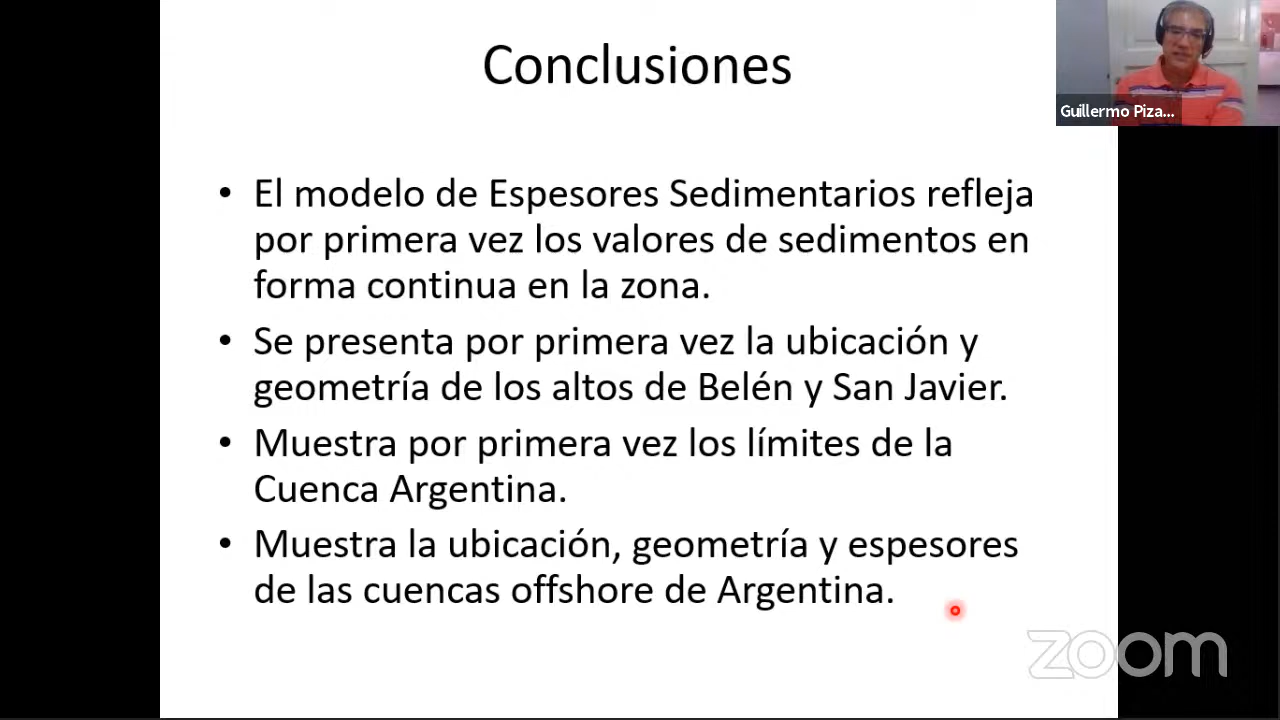 Conclusiones
Guillermo Piza...
• El modelo de Espesores Sedimentarios refleja
por primera vez los valores de sedimentos en
forma continua en la zona.
• Se presenta por primera vez la ubicación y
geometría de los altos de Belén y San Javier.
• Muestra por primera vez los límites de la
Cuenca Argentina.
• Muestra la ubicación, geometría y espesores
de las cuencas offshore de Argentina.
zoom